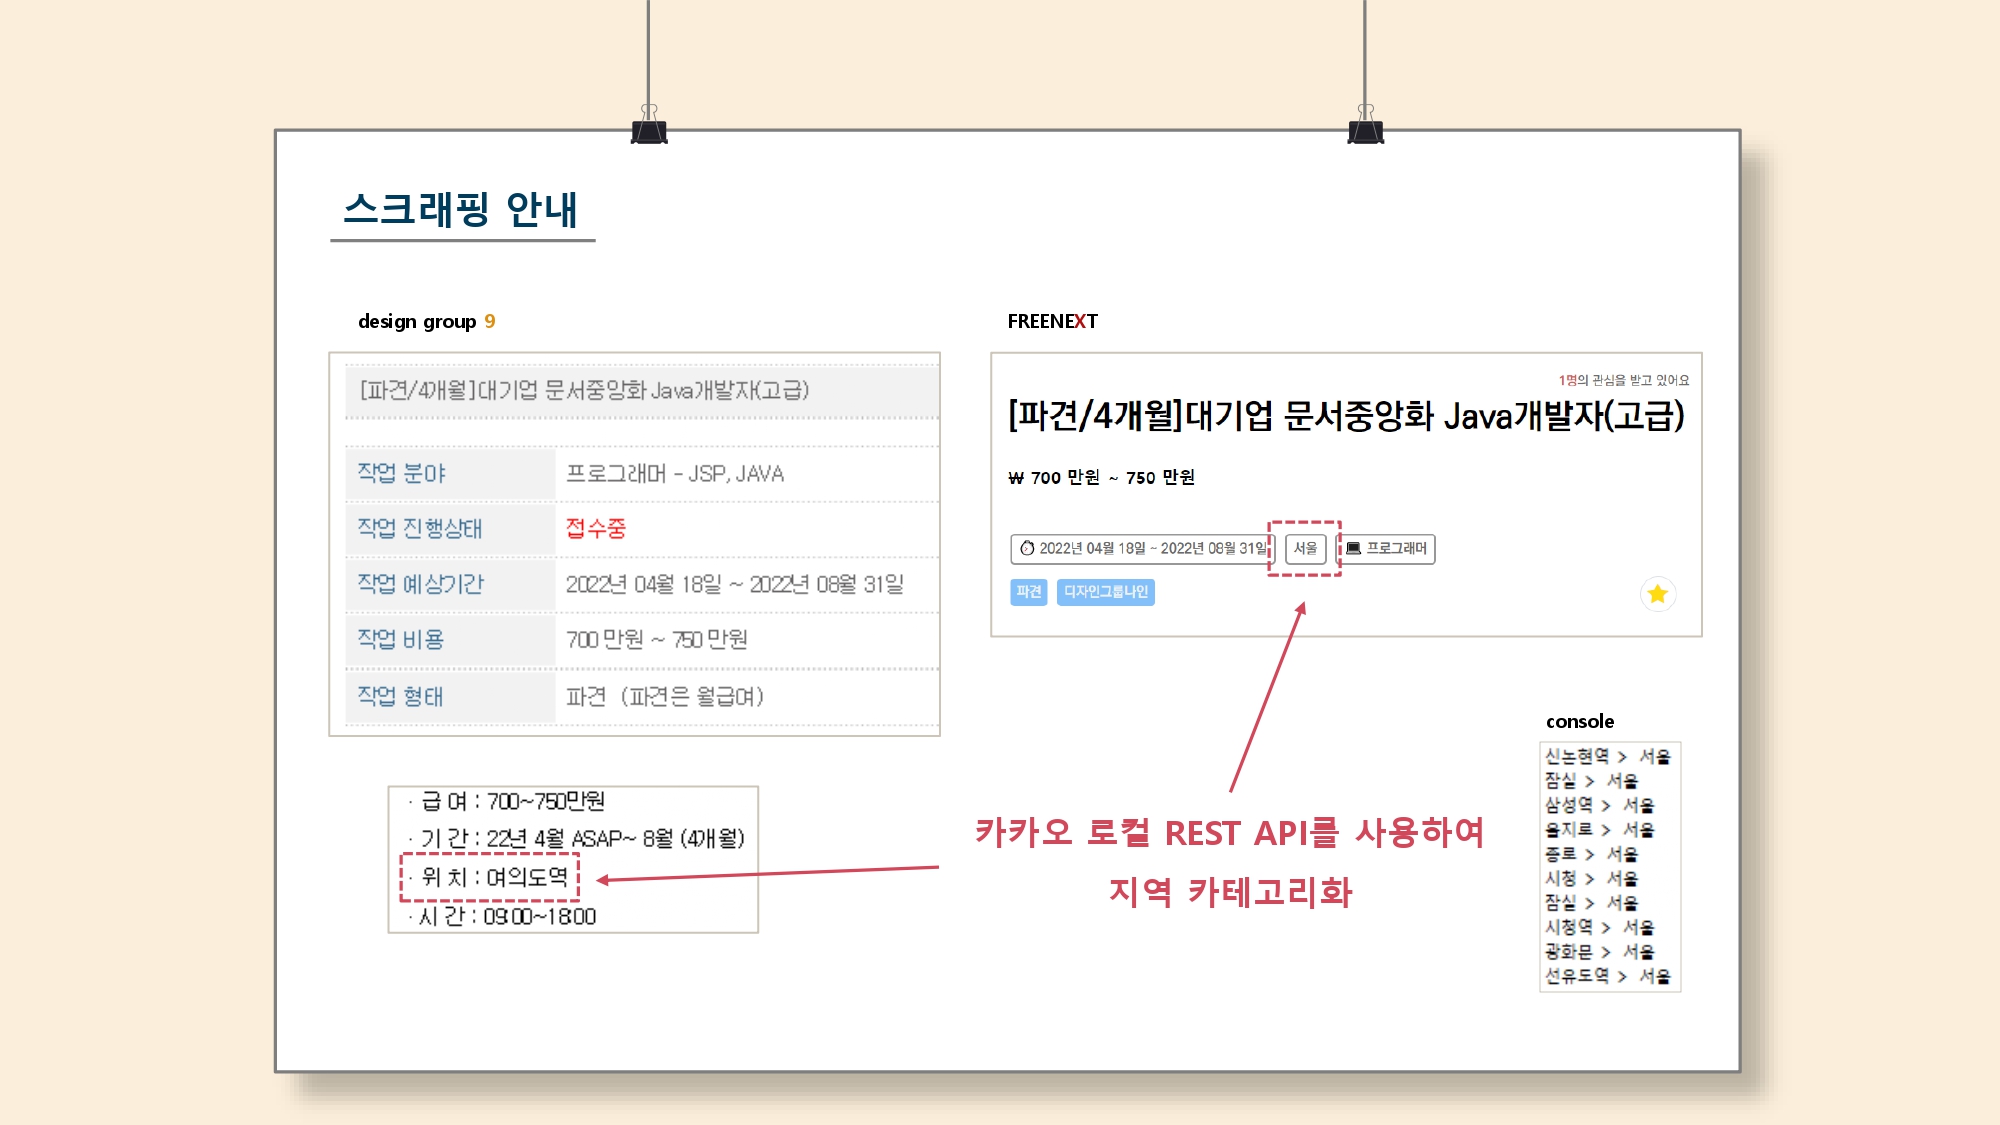 스크래핑 안내
design group 9
[파견/4개월]대기업 문서중앙화 Java개발자(고급)
작업 분야 프로그래머 - JSP, JAVA
작업 진행상태 접수중
작업 예상기간 2022년 04월 18일 ~ 2022년 08월 31일
작업 비용 700 만원 ~ 750 만원
작업 형태 파견 (파견은 월급여)
· 급 여 : 700~750만원
· 기 간 : 22년 4월 ASAP~ 8월 (4개월)
· 위 치 : 여의도역
· 시 간 : 09:00~18:00
FREENEXT
1명의 관심을 받고 있어요
[파견/4개월]대기업 문서중앙화 Java개발자(고급)
₩ 700 만원 ~ 750 만원
2022년 04월 18일 ~ 2022년 08월 31일 서울 프로그래머
파견 디자인그룹나인
카카오 로컬 REST API를 사용하여
지역 카테고리화
console
신논현역 > 서울
잠실 > 서울
삼성역 > 서울
을지로 > 서울
종로 > 서울
시청 > 서울
잠실 > 서울
시청역 > 서울
광화문 > 서울
선유도역 > 서울